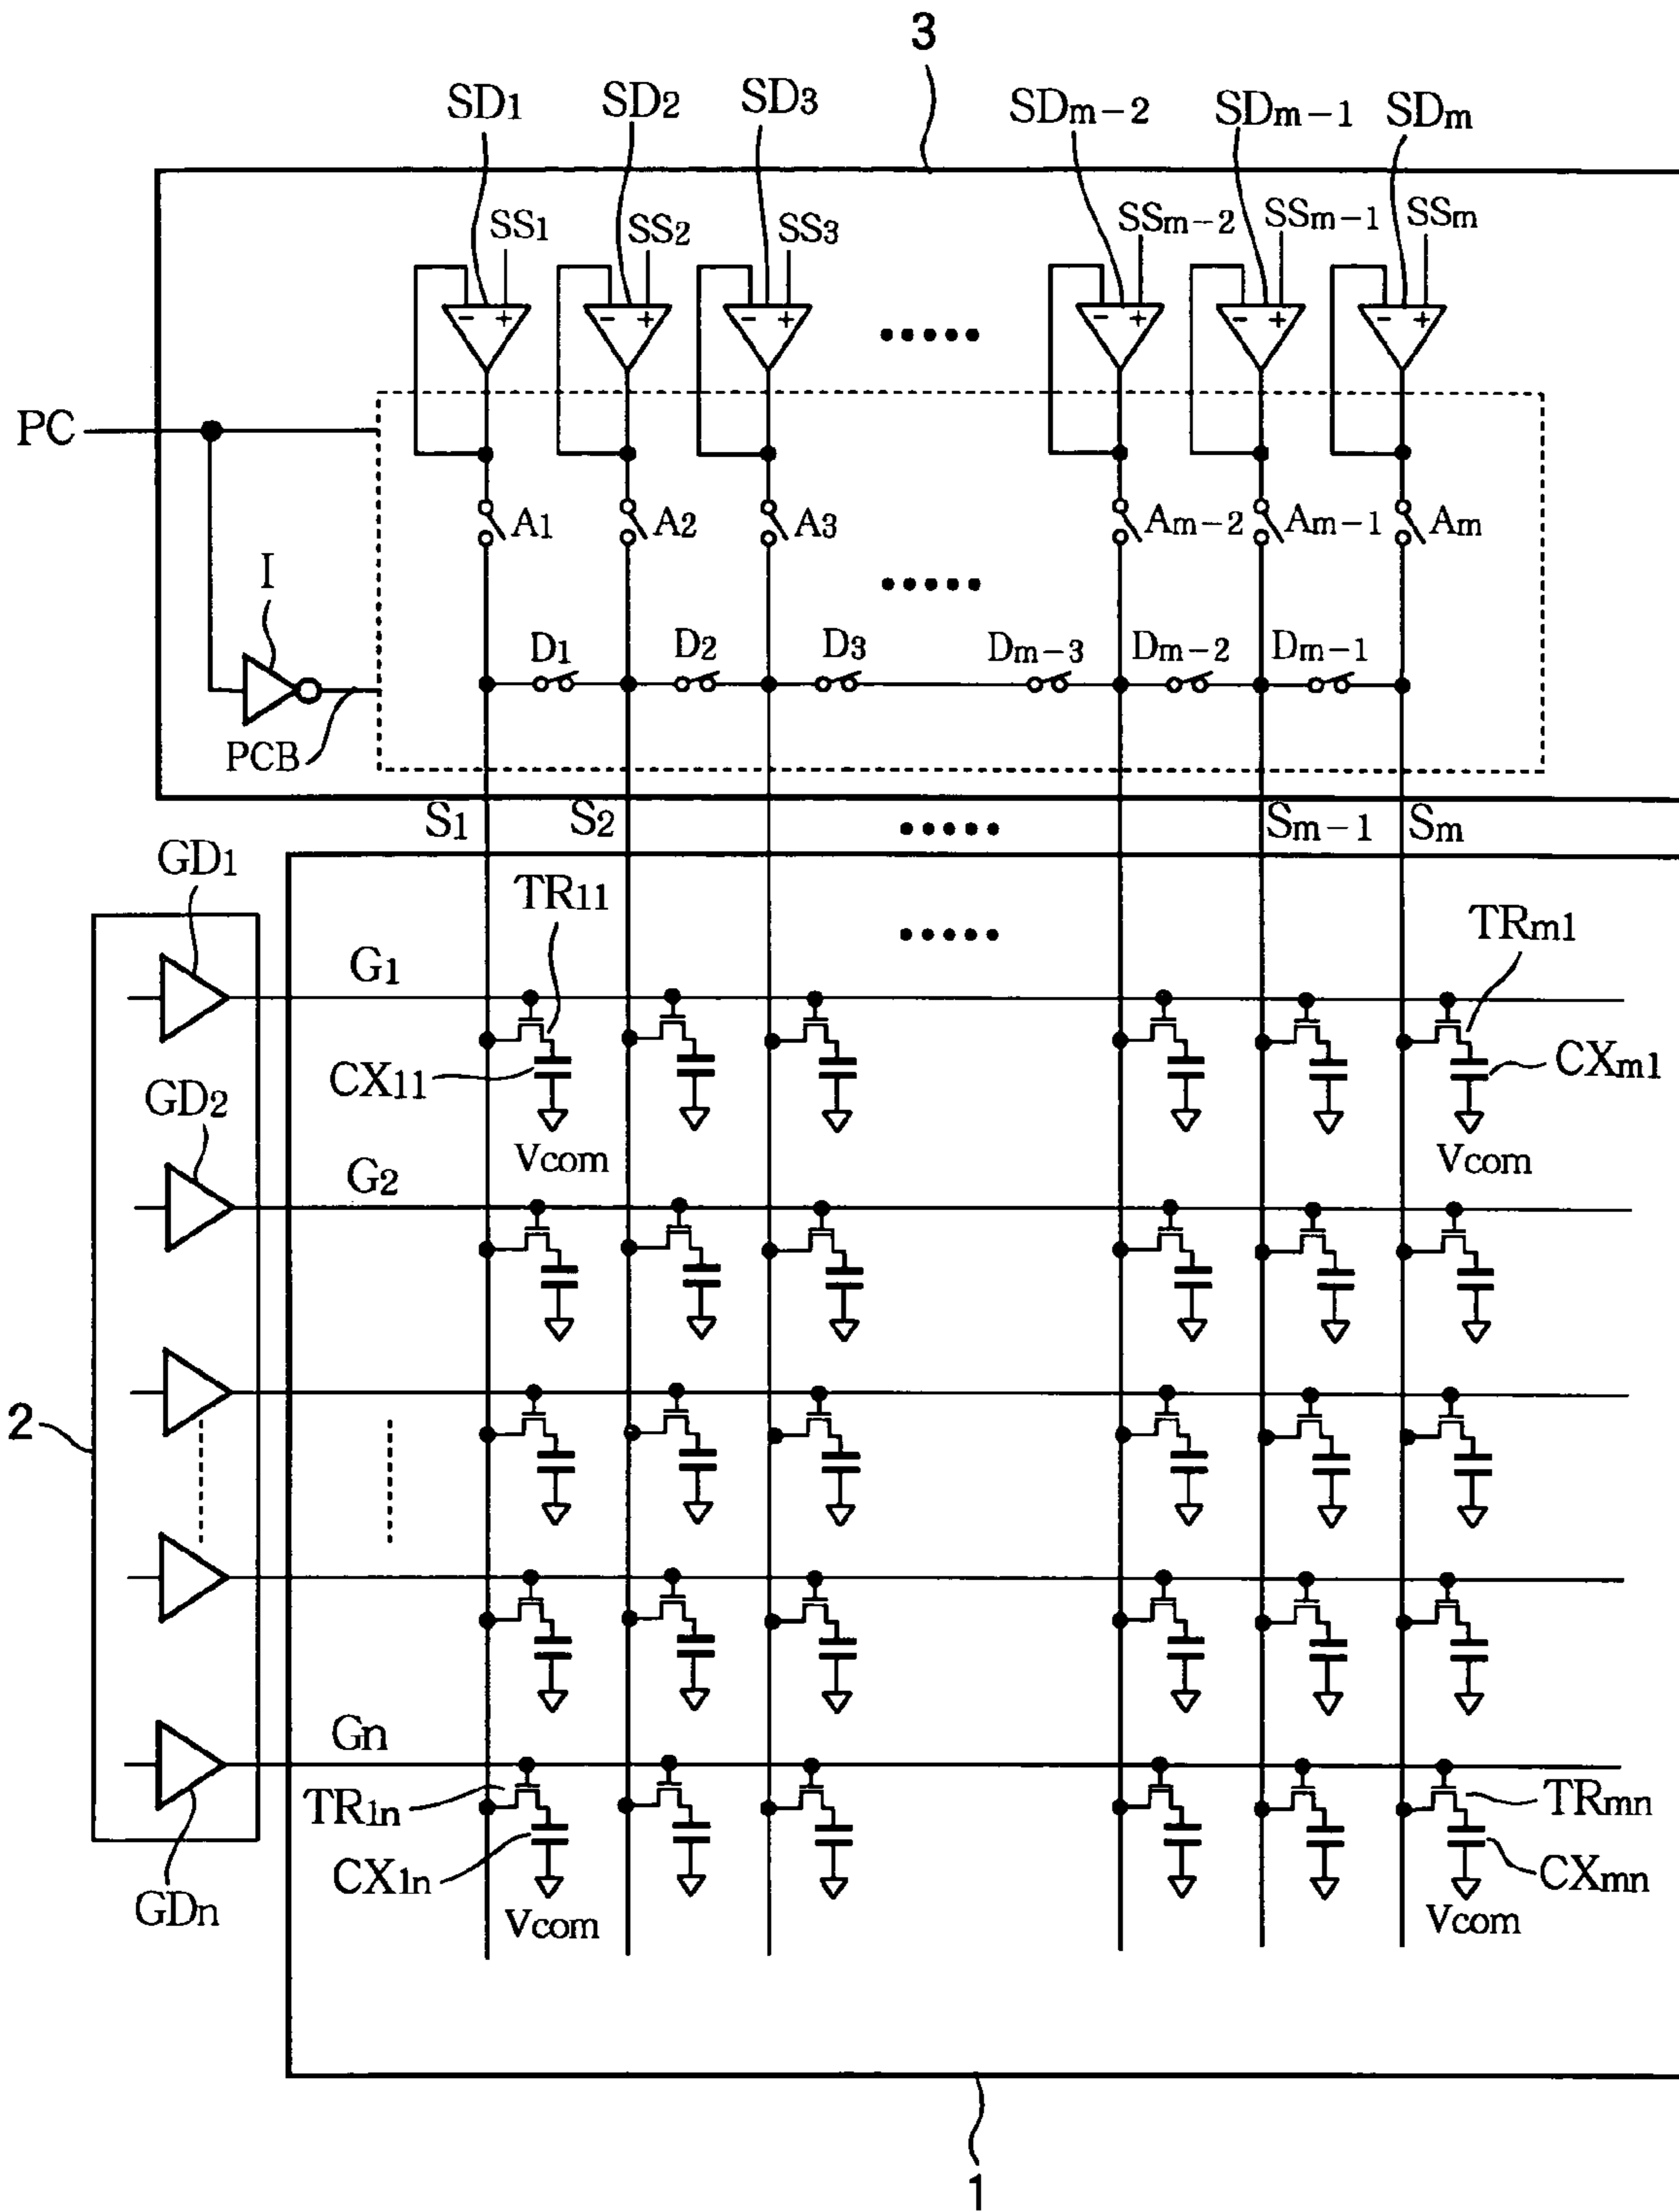 3
SD1 SD2 SD3 SDm-2 SDm-1 SDm
SS1 SS2 SS3 SSm-2 SSm-1 SSm
- + - + - + - + - + - +
PC
A1 A2 A3 Am-2 Am-1 Am
I
D1 D2 D3 Dm-3 Dm-2 Dm-1
PCB
S1 S2 Sm-1 Sm
GD1
TR11 TRm1
G1
CX11 CXm1
GD2
Vcom Vcom
G2
2
Gn
TR1n TRmn
CX1n CXmn
GDn
Vcom Vcom
1